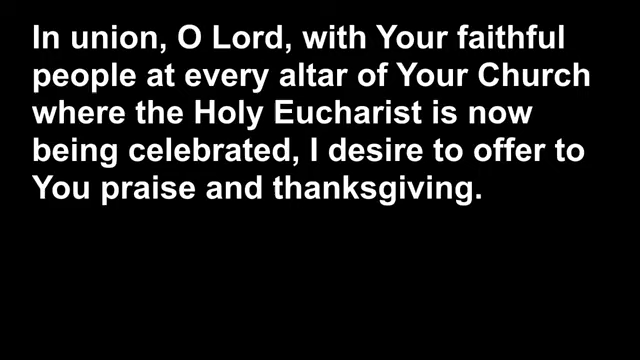 In union, O Lord, with Your faithful
people at every altar of Your Church
where the Holy Eucharist is now
being celebrated, I desire to offer to
You praise and thanksgiving.